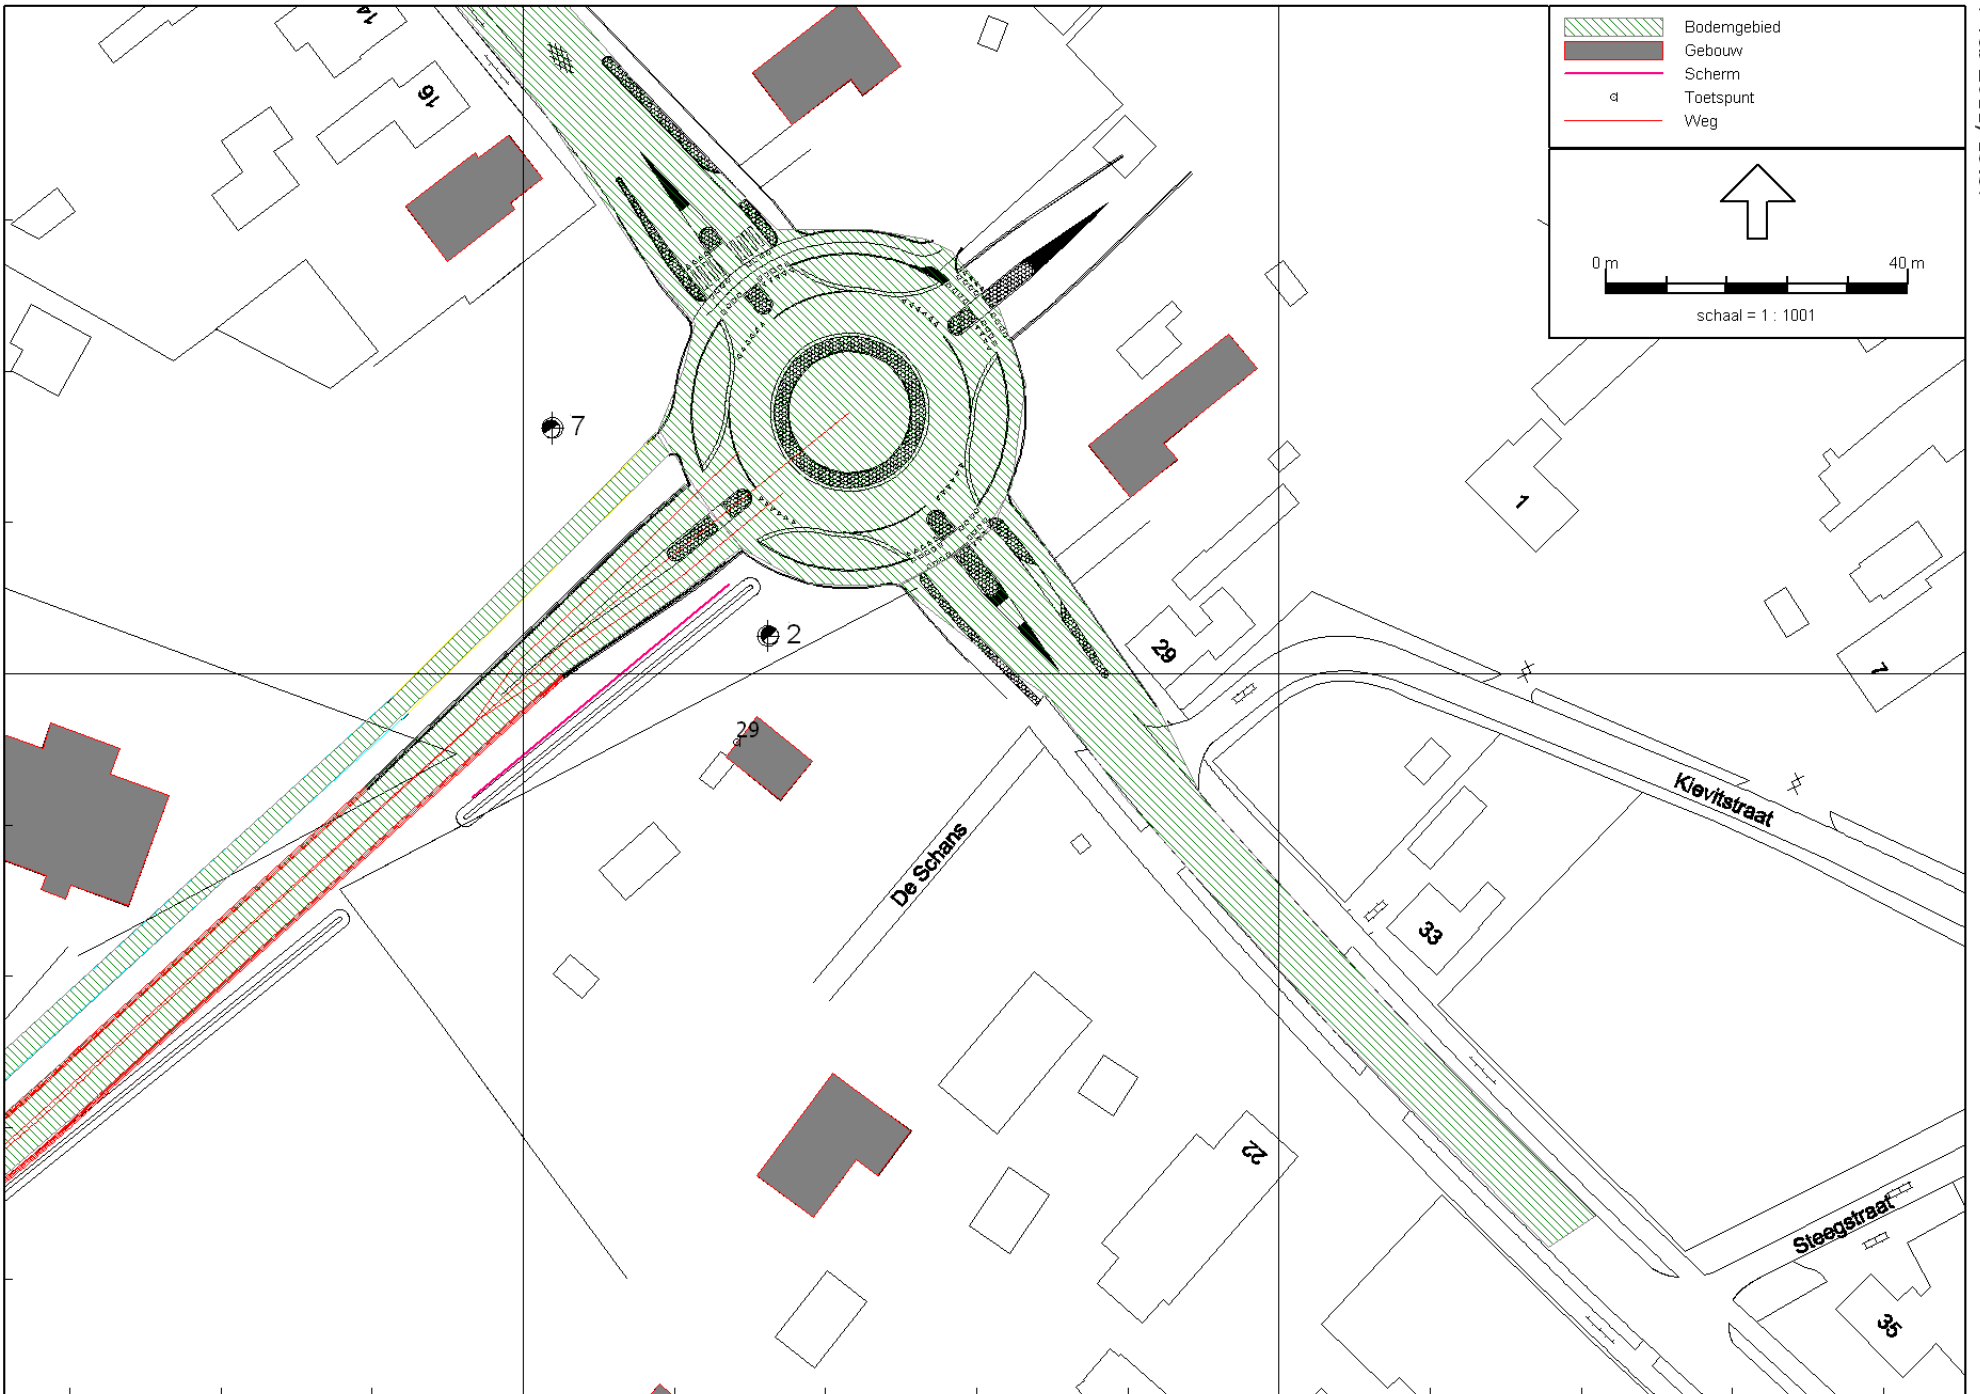 Bodemgebied
Gebouw
Scherm
Toetspunt
Weg
0 m 40 m
schaal = 1 : 1001
14
16
7
2
29
1
29
7
Kievitstraat
De Schans
33
22
Steegstraat
35